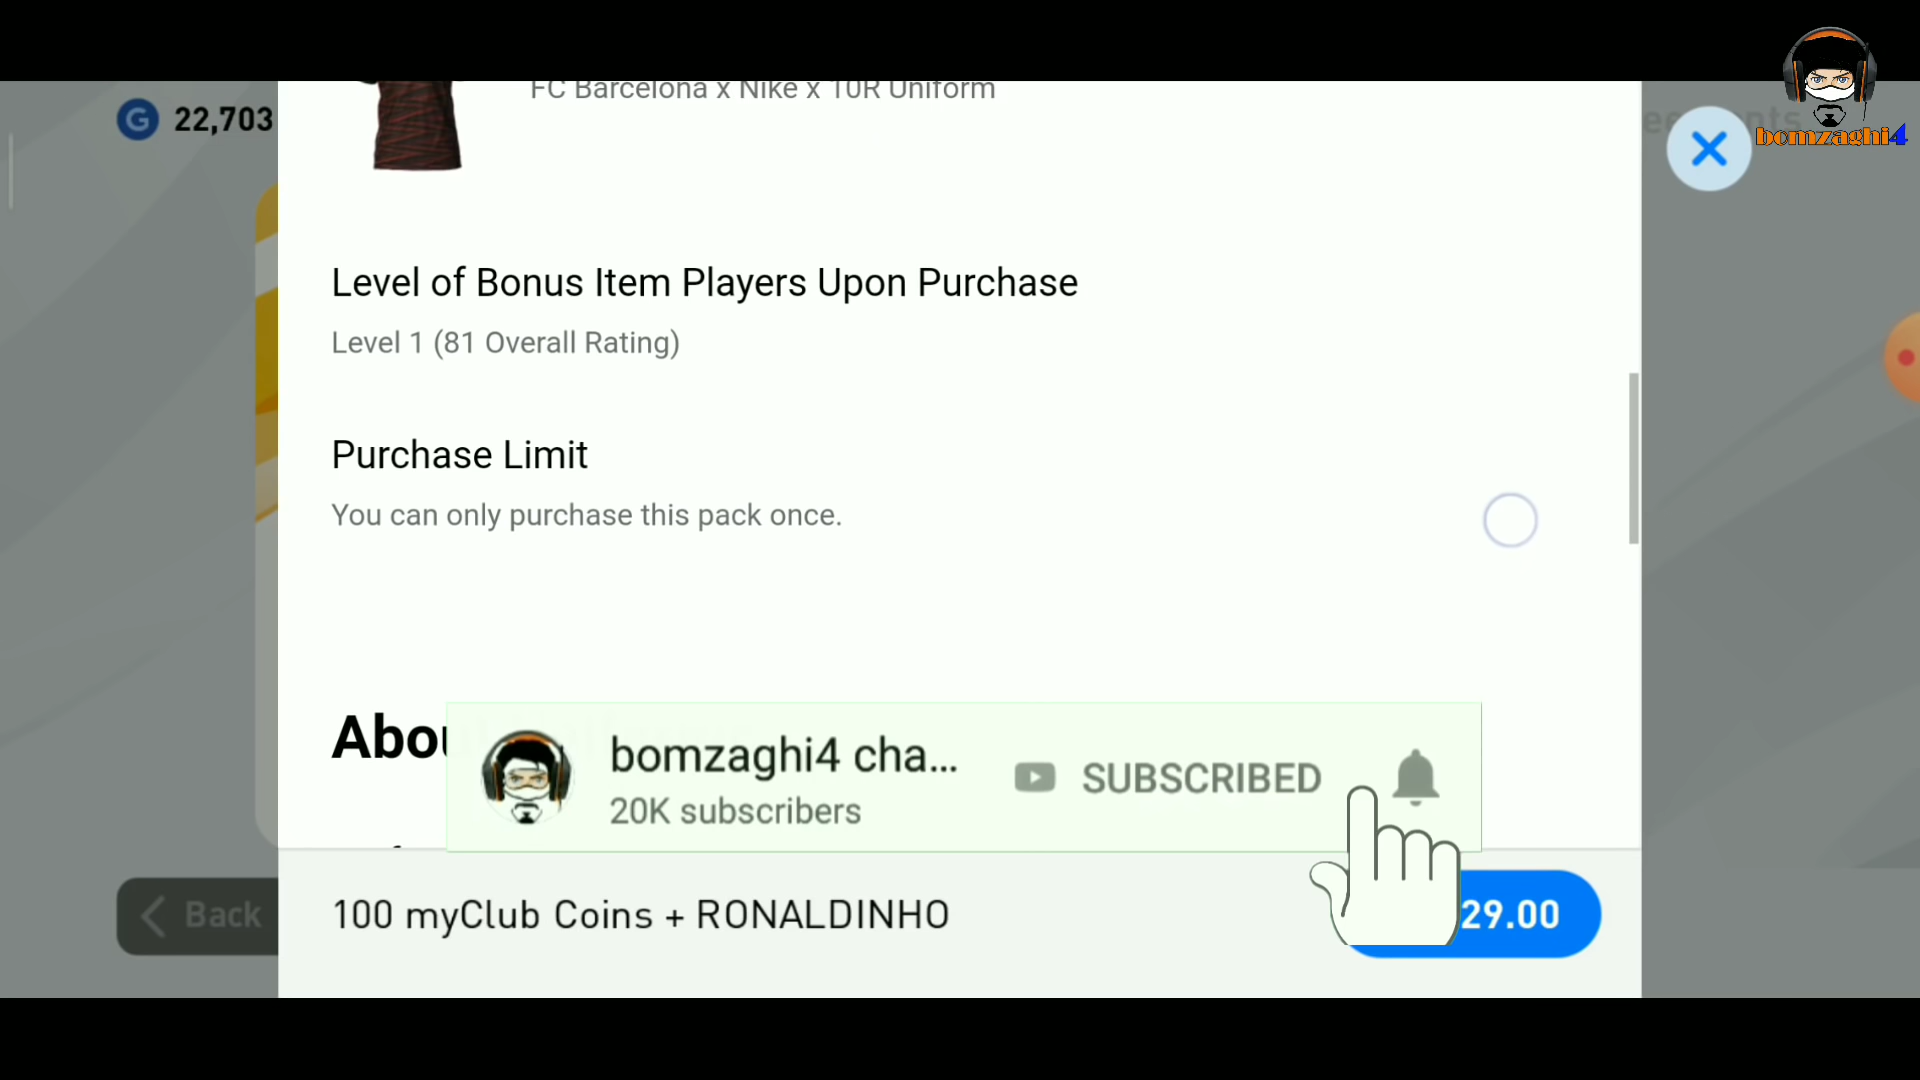 FC Barcelona x Nike x 10R Uniform
G 22,703
bomzaghi4
Level of Bonus Item Players Upon Purchase
Level 1 (81 Overall Rating)
Purchase Limit
You can only purchase this pack once.
bomzaghi4 cha...
SUBSCRIBED
20K subscribers
Back
100 myClub Coins + RONALDINHO
29.00